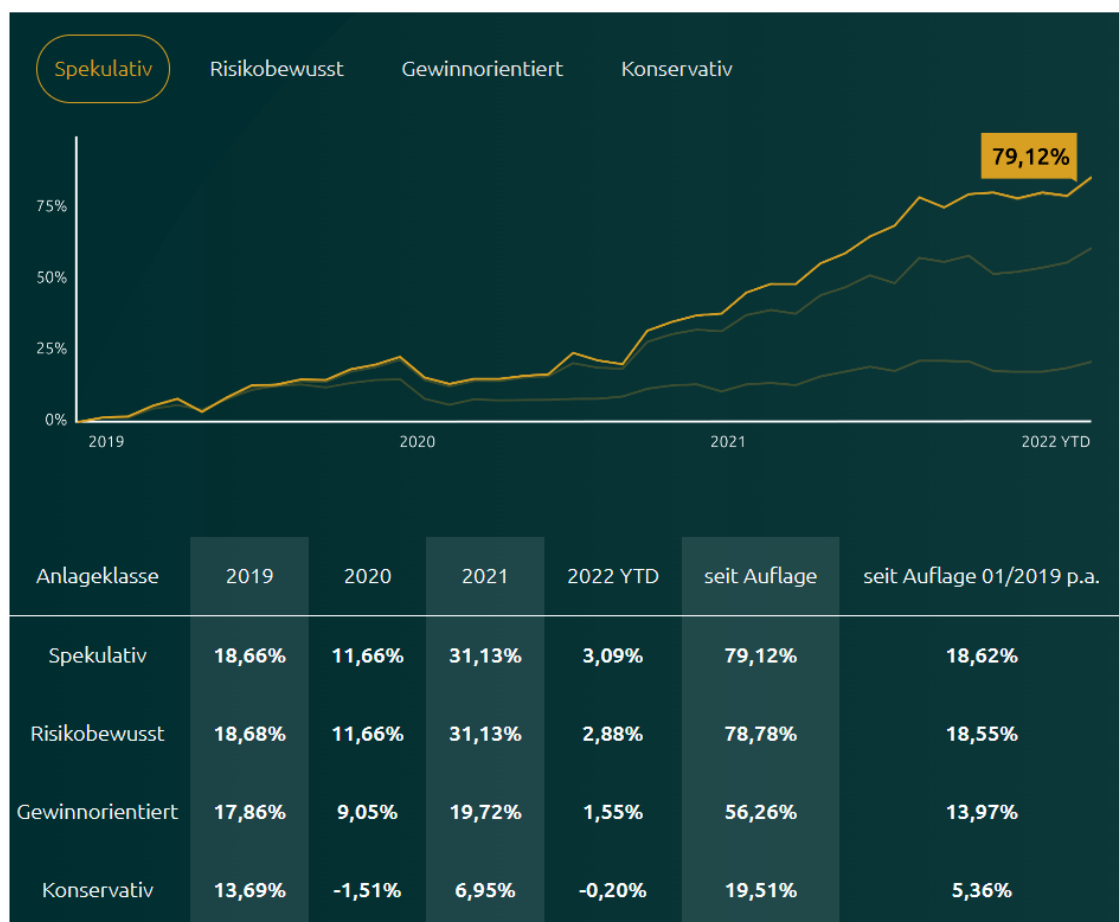 Spekulativ Risikobewusst Gewinnorientiert Konservativ
79,12%
75%
50%
25%
0%
2019 2020 2021 2022 YTD
Anlageklasse 2019 2020 2021 2022 YTD seit Auflage seit Auflage 01/2019 p.a.
Spekulativ 18,66% 11,66% 31,13% 3,09% 79,12% 18,62%
Risikobewusst 18,68% 11,66% 31,13% 2,88% 78,78% 18,55%
Gewinnorientiert 17,86% 9,05% 19,72% 1,55% 56,26% 13,97%
Konservativ 13,69% -1,51% 6,95% -0,20% 19,51% 5,36%